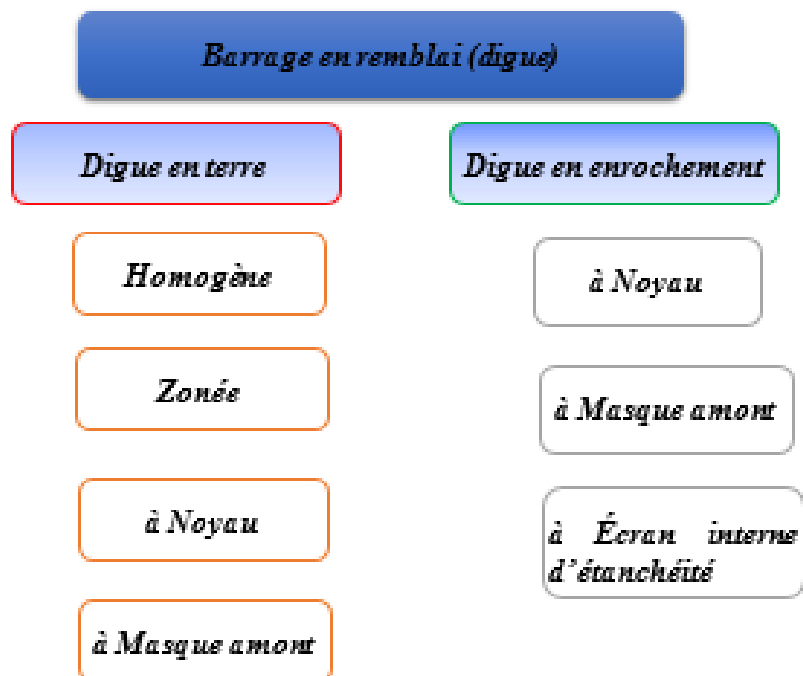 Barrage en remblai (digue)
Digue en terre
Homogène
Zonée
à Noyau
à Masque amont
Digue en enrochement
à Noyau
à Masque amont
à Écran interne
d'étanchéité